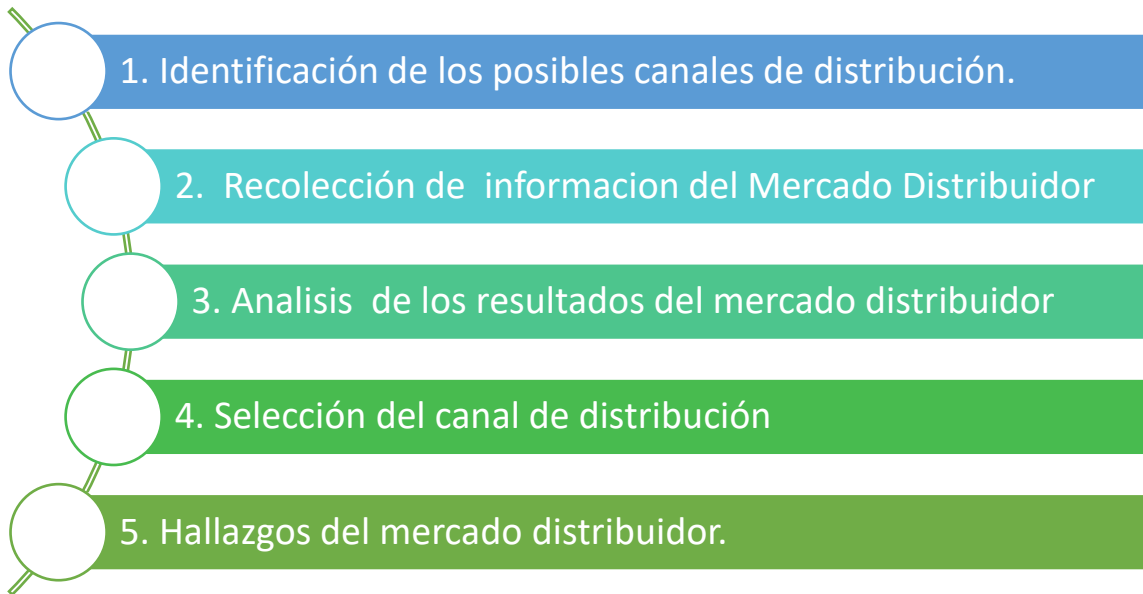 1. Identificación de los posibles canales de distribución.
2. Recolección de informacion del Mercado Distribuidor
3. Analisis de los resultados del mercado distribuidor
4. Selección del canal de distribución
5. Hallazgos del mercado distribuidor.